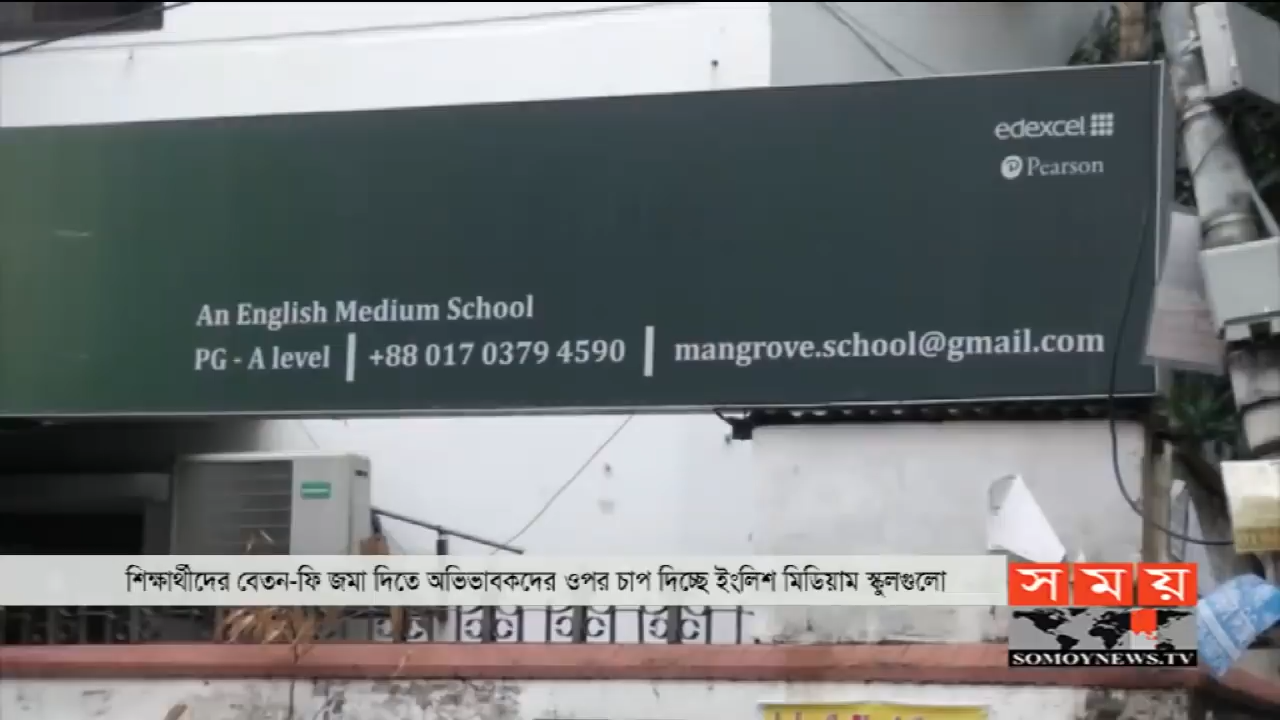 edexcel
Pearson
An English Medium School
PG - A level | +88 017 0379 4590 | mangrove.school@gmail.com
শিক্ষার্থীদের বেতন-ফি জমা দিতে অভিভাবকদের ওপর চাপ দিচ্ছে ইংলিশ মিডিয়াম স্কুলগুলো
সময়
SOMOYNEWS.TV